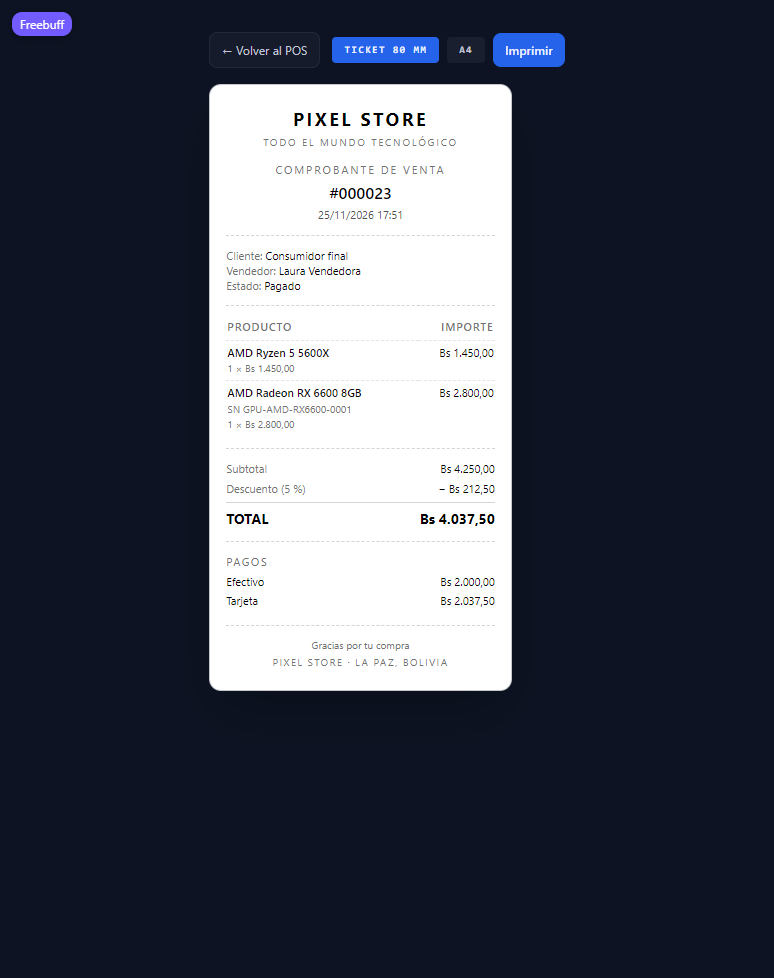 Freebuff
← Volver al POS TICKET 80 MM A4 Imprimir
PIXEL STORE
TODO EL MUNDO TECNOLÓGICO
COMPROBANTE DE VENTA
#000023
25/11/2026 17:51
Cliente: Consumidor final
Vendedor: Laura Vendedora
Estado: Pagado
PRODUCTO IMPORTE
AMD Ryzen 5 5600X Bs 1.450,00
1 × Bs 1.450,00
AMD Radeon RX 6600 8GB Bs 2.800,00
SN GPU-AMD-RX6600-0001
1 × Bs 2.800,00
Subtotal Bs 4.250,00
Descuento (5 %) − Bs 212,50
TOTAL Bs 4.037,50
PAGOS
Efectivo Bs 2.000,00
Tarjeta Bs 2.037,50
Gracias por tu compra
PIXEL STORE · LA PAZ, BOLIVIA